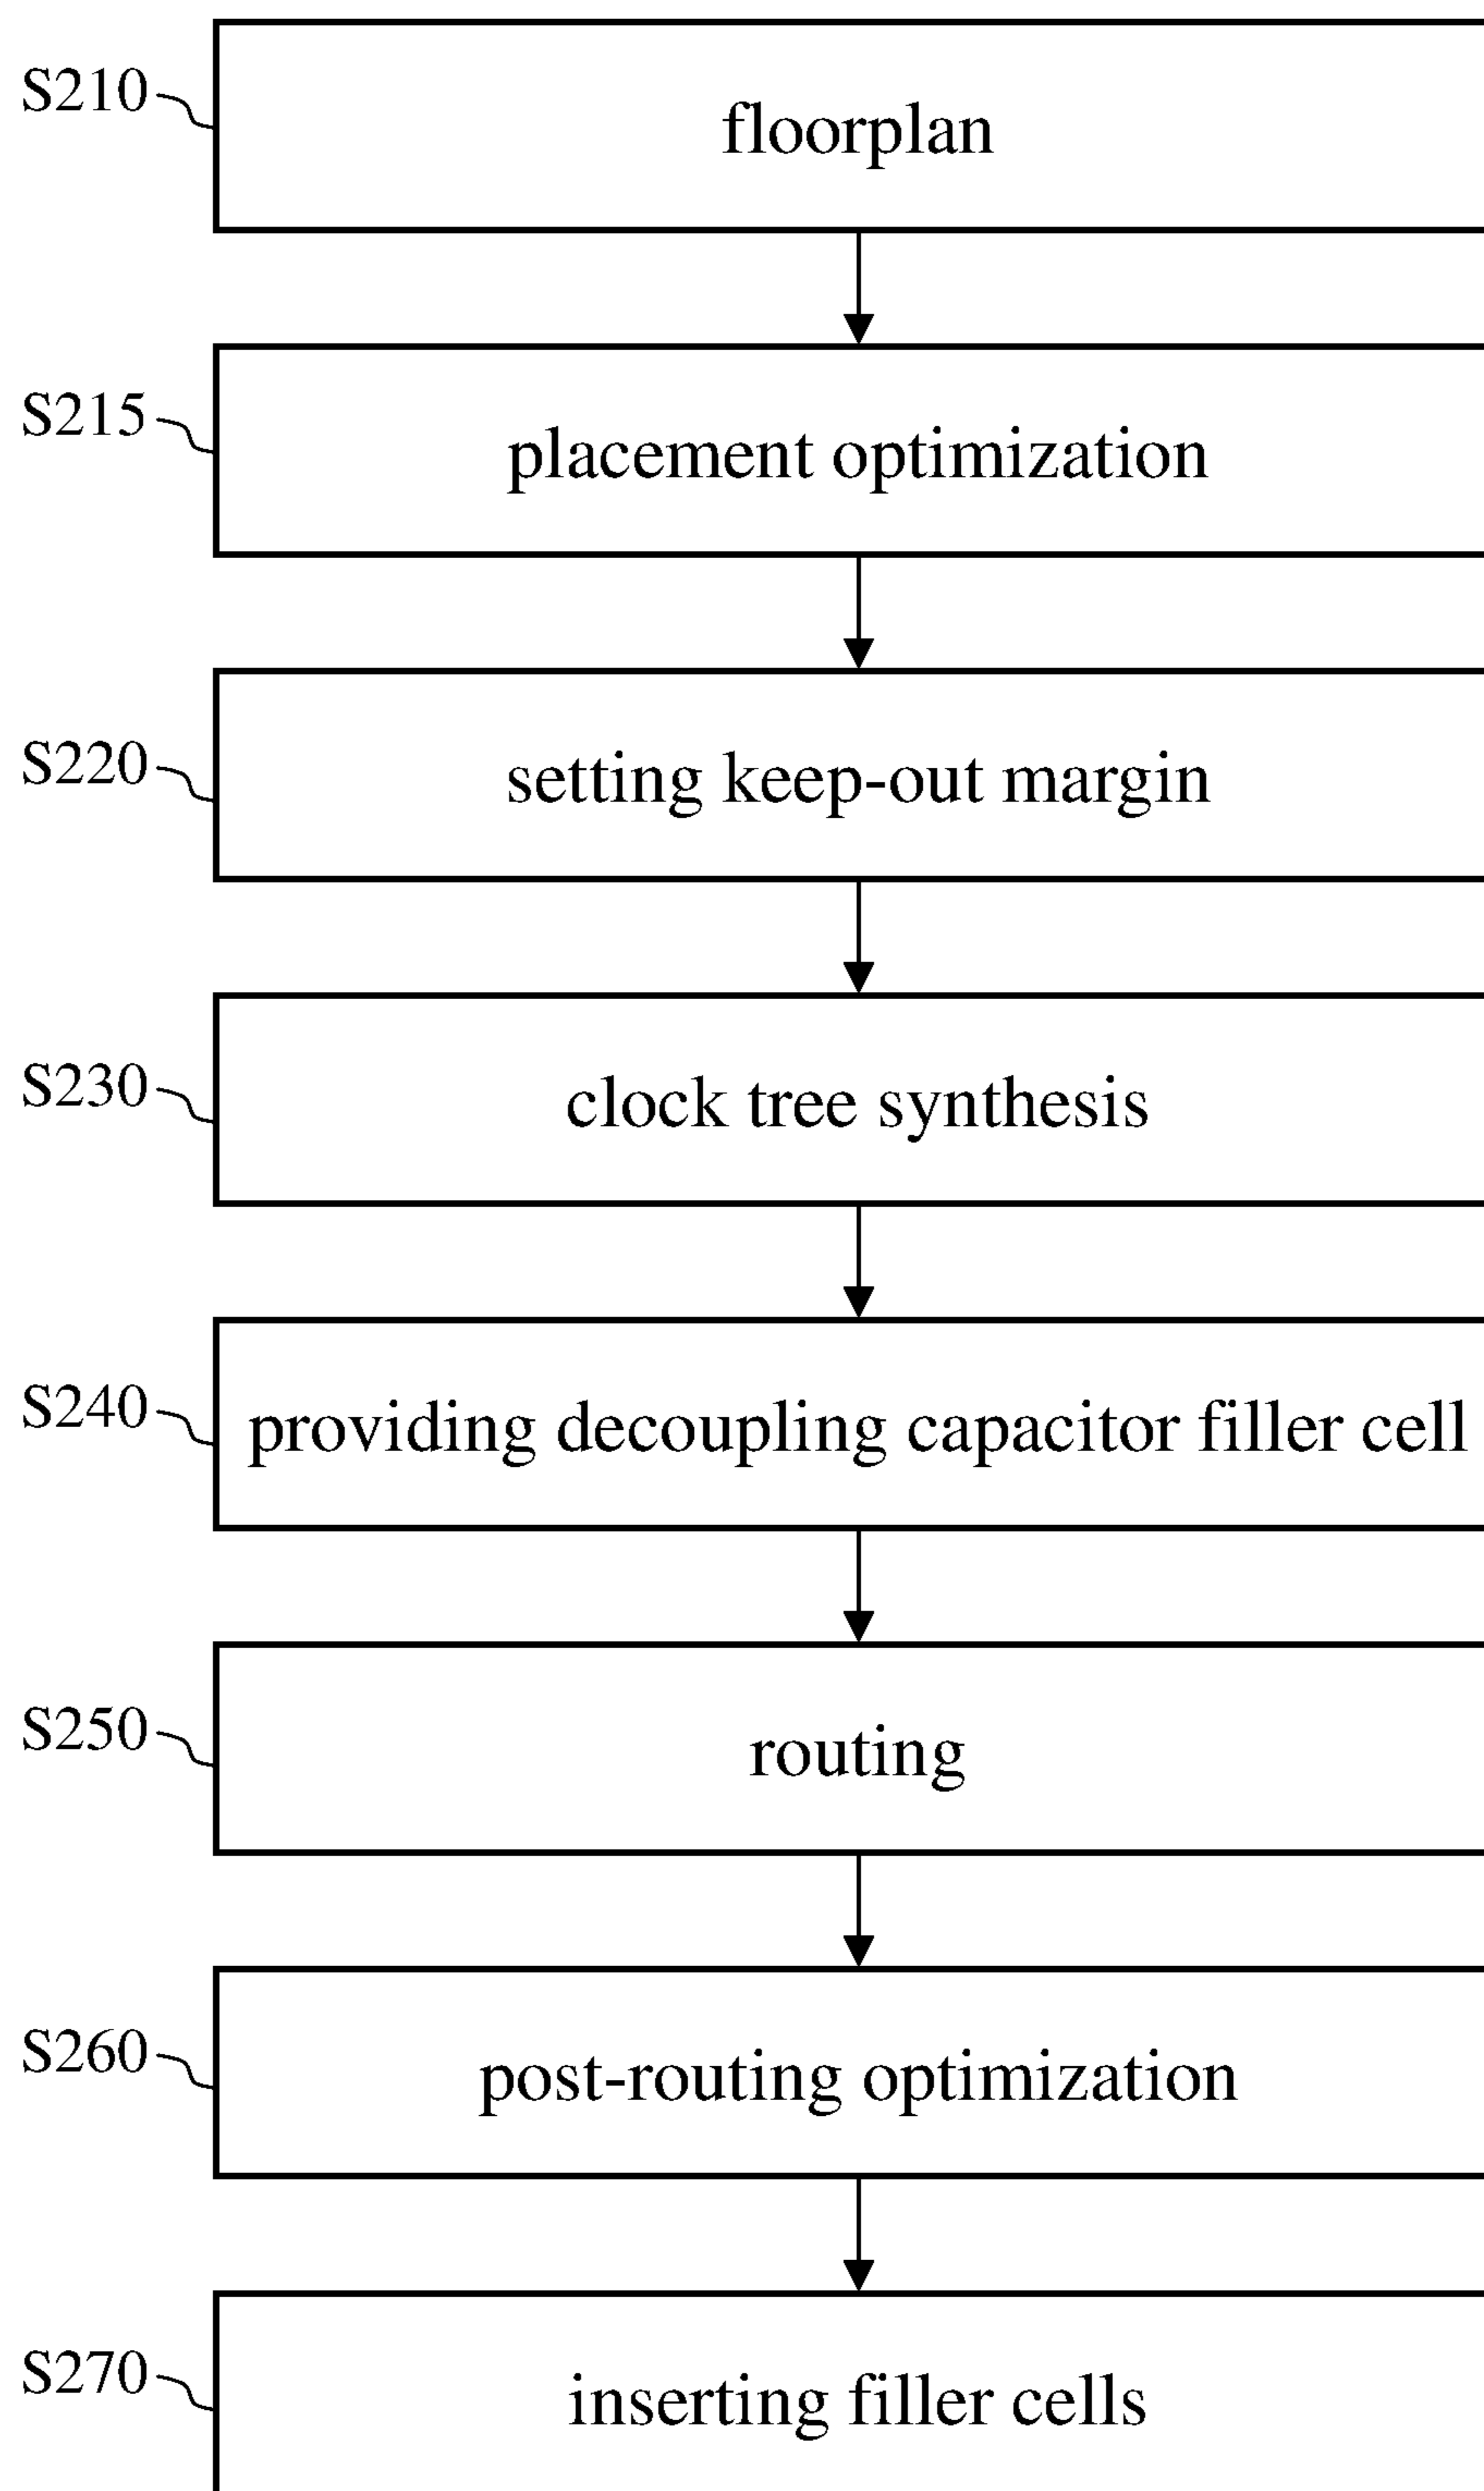 S210
floorplan
S215
placement optimization
S220
setting keep-out margin
S230
clock tree synthesis
S240
providing decoupling capacitor filler cell
S250
routing
S260
post-routing optimization
S270
inserting filler cells